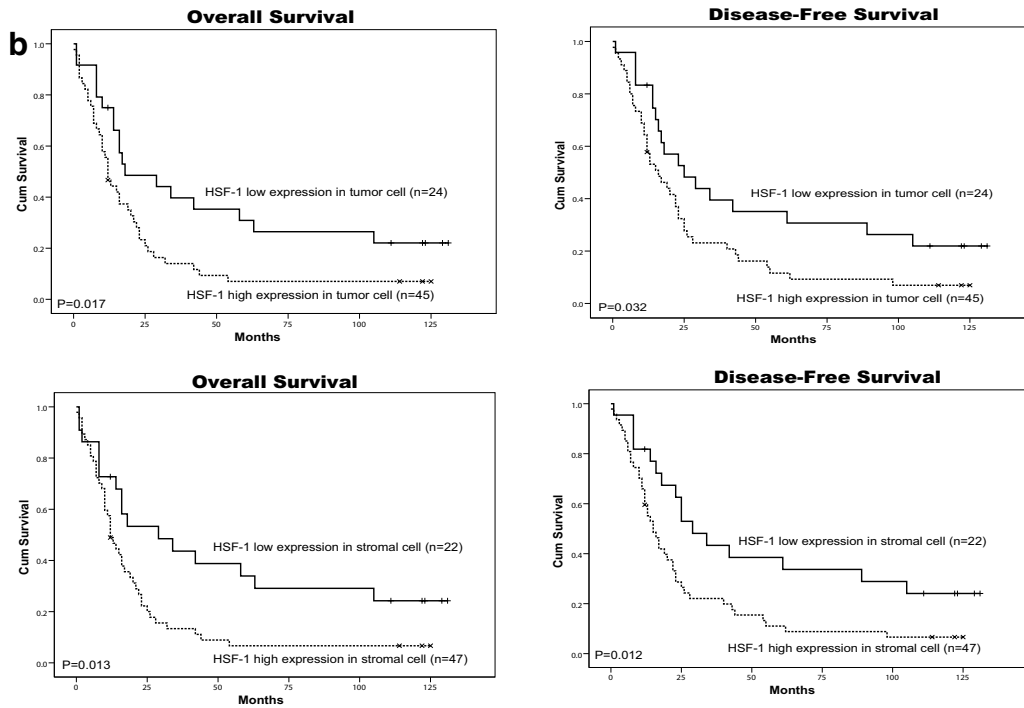 b
Overall Survival
Cum Survival
1.0
0.8
0.6
0.4
0.2
0.0
HSF-1 low expression in tumor cell (n=24)
HSF-1 high expression in tumor cell (n=45)
P=0.017
0 25 50 75 100 125
Months
Disease-Free Survival
Cum Survival
1.0
0.8
0.6
0.4
0.2
0.0
HSF-1 low expression in tumor cell (n=24)
HSF-1 high expression in tumor cell (n=45)
P=0.032
0 25 50 75 100 125
Months
Overall Survival
Cum Survival
1.0
0.8
0.6
0.4
0.2
0.0
HSF-1 low expression in stromal cell (n=22)
HSF-1 high expression in stromal cell (n=47)
P=0.013
0 25 50 75 100 125
Months
Disease-Free Survival
Cum Survival
1.0
0.8
0.6
0.4
0.2
0.0
HSF-1 low expression in stromal cell (n=22)
HSF-1 high expression in stromal cell (n=47)
P=0.012
0 25 50 75 100 125
Months